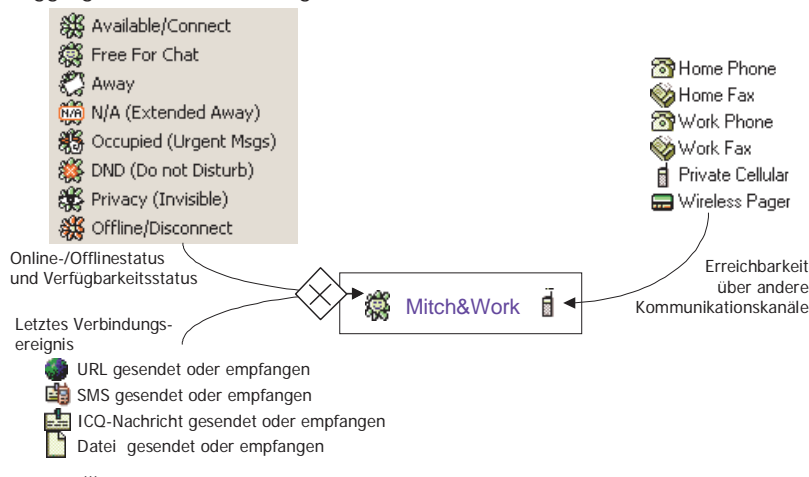 Available/Connect
Free For Chat
Away
N/A (Extended Away)
Occupied (Urgent Msgs)
DND (Do not Disturb)
Privacy (Invisible)
Offline/Disconnect
Home Phone
Home Fax
Work Phone
Work Fax
Private Cellular
Wireless Pager
Online-/Offlinestatus
und Verfügbarkeitsstatus
Mitch&Work
Erreichbarkeit
über andere
Kommunikationskanäle
Letztes Verbindungs-
ereignis
URL gesendet oder empfangen
SMS gesendet oder empfangen
ICQ-Nachricht gesendet oder empfangen
Datei gesendet oder empfangen
...